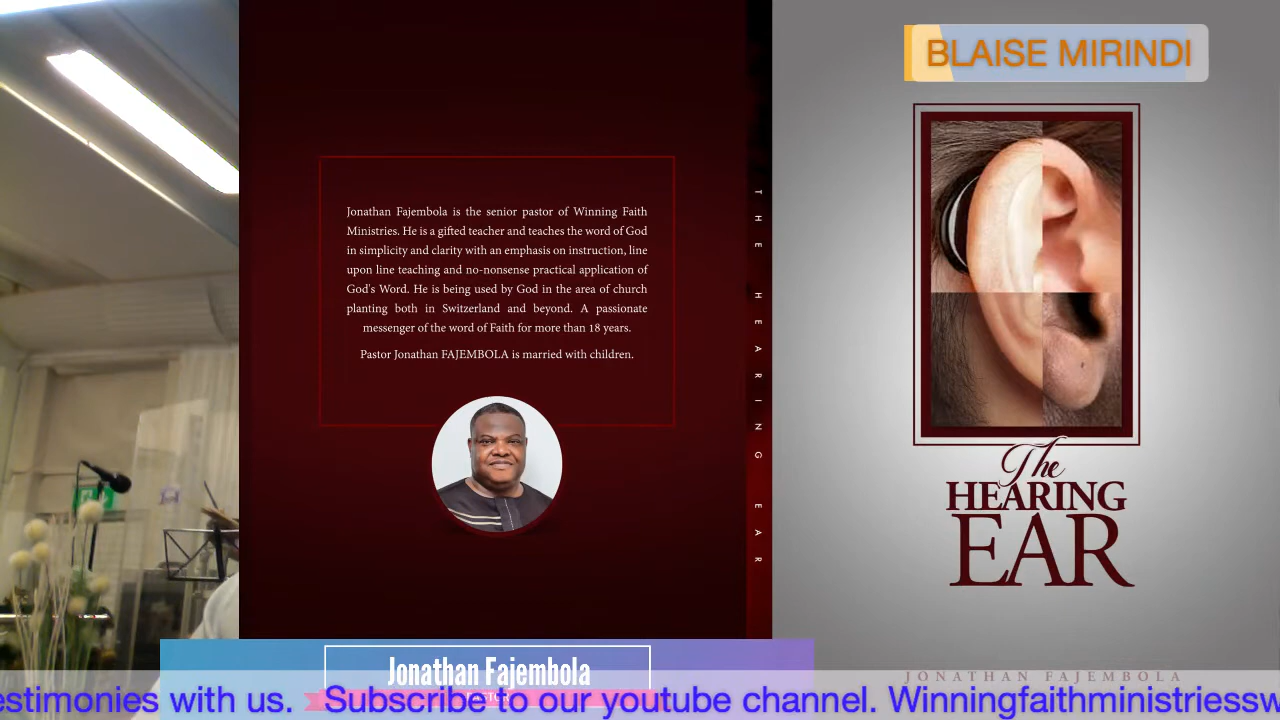 BLAISE MIRINDI
Jonathan Fajembola is the senior pastor of Winning Faith
Ministries. He is a gifted teacher and teaches the word of God
in simplicity and clarity with an emphasis on instruction, line
upon line teaching and no-nonsense practical application of
God's Word. He is being used by God in the area of church
planting both in Switzerland and beyond. A passionate
messenger of the word of Faith for more than 18 years.
Pastor Jonathan FAJEMBOLA is married with children.
THE HEARING EAR
The
HEARING
EAR
JONATHAN FAJEMBOLA
Jonathan Fajembola
estimonies with us. Subscribe to our youtube channel. Winningfaithministriessw